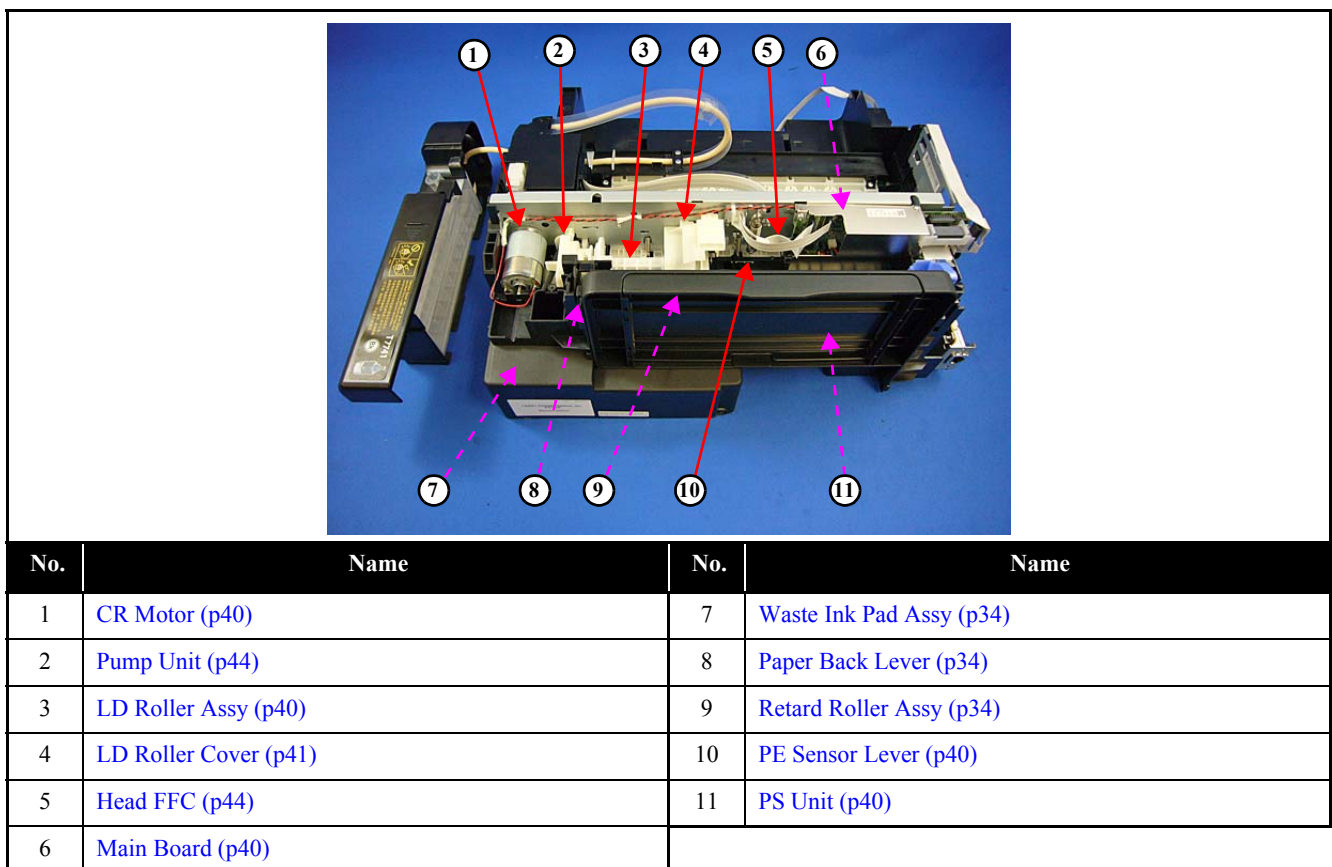 1 2 3 4 5 6
T7741
7 8 9 10 11
No. Name No. Name
1 CR Motor (p40) 7 Waste Ink Pad Assy (p34)
2 Pump Unit (p44) 8 Paper Back Lever (p34)
3 LD Roller Assy (p40) 9 Retard Roller Assy (p34)
4 LD Roller Cover (p41) 10 PE Sensor Lever (p40)
5 Head FFC (p44) 11 PS Unit (p40)
6 Main Board (p40)